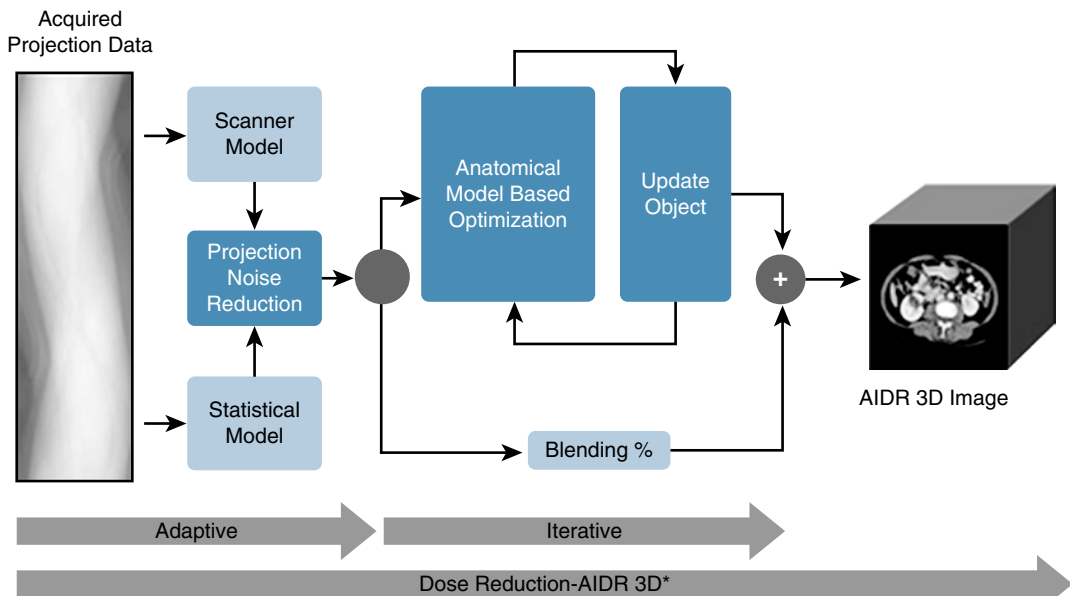 Acquired
Projection Data
Scanner
Model
Projection
Noise
Reduction
Statistical
Model
Anatomical
Model Based
Optimization
Update
Object
+
Blending %
AIDR 3D Image
Adaptive
Iterative
Dose Reduction-AIDR 3D*